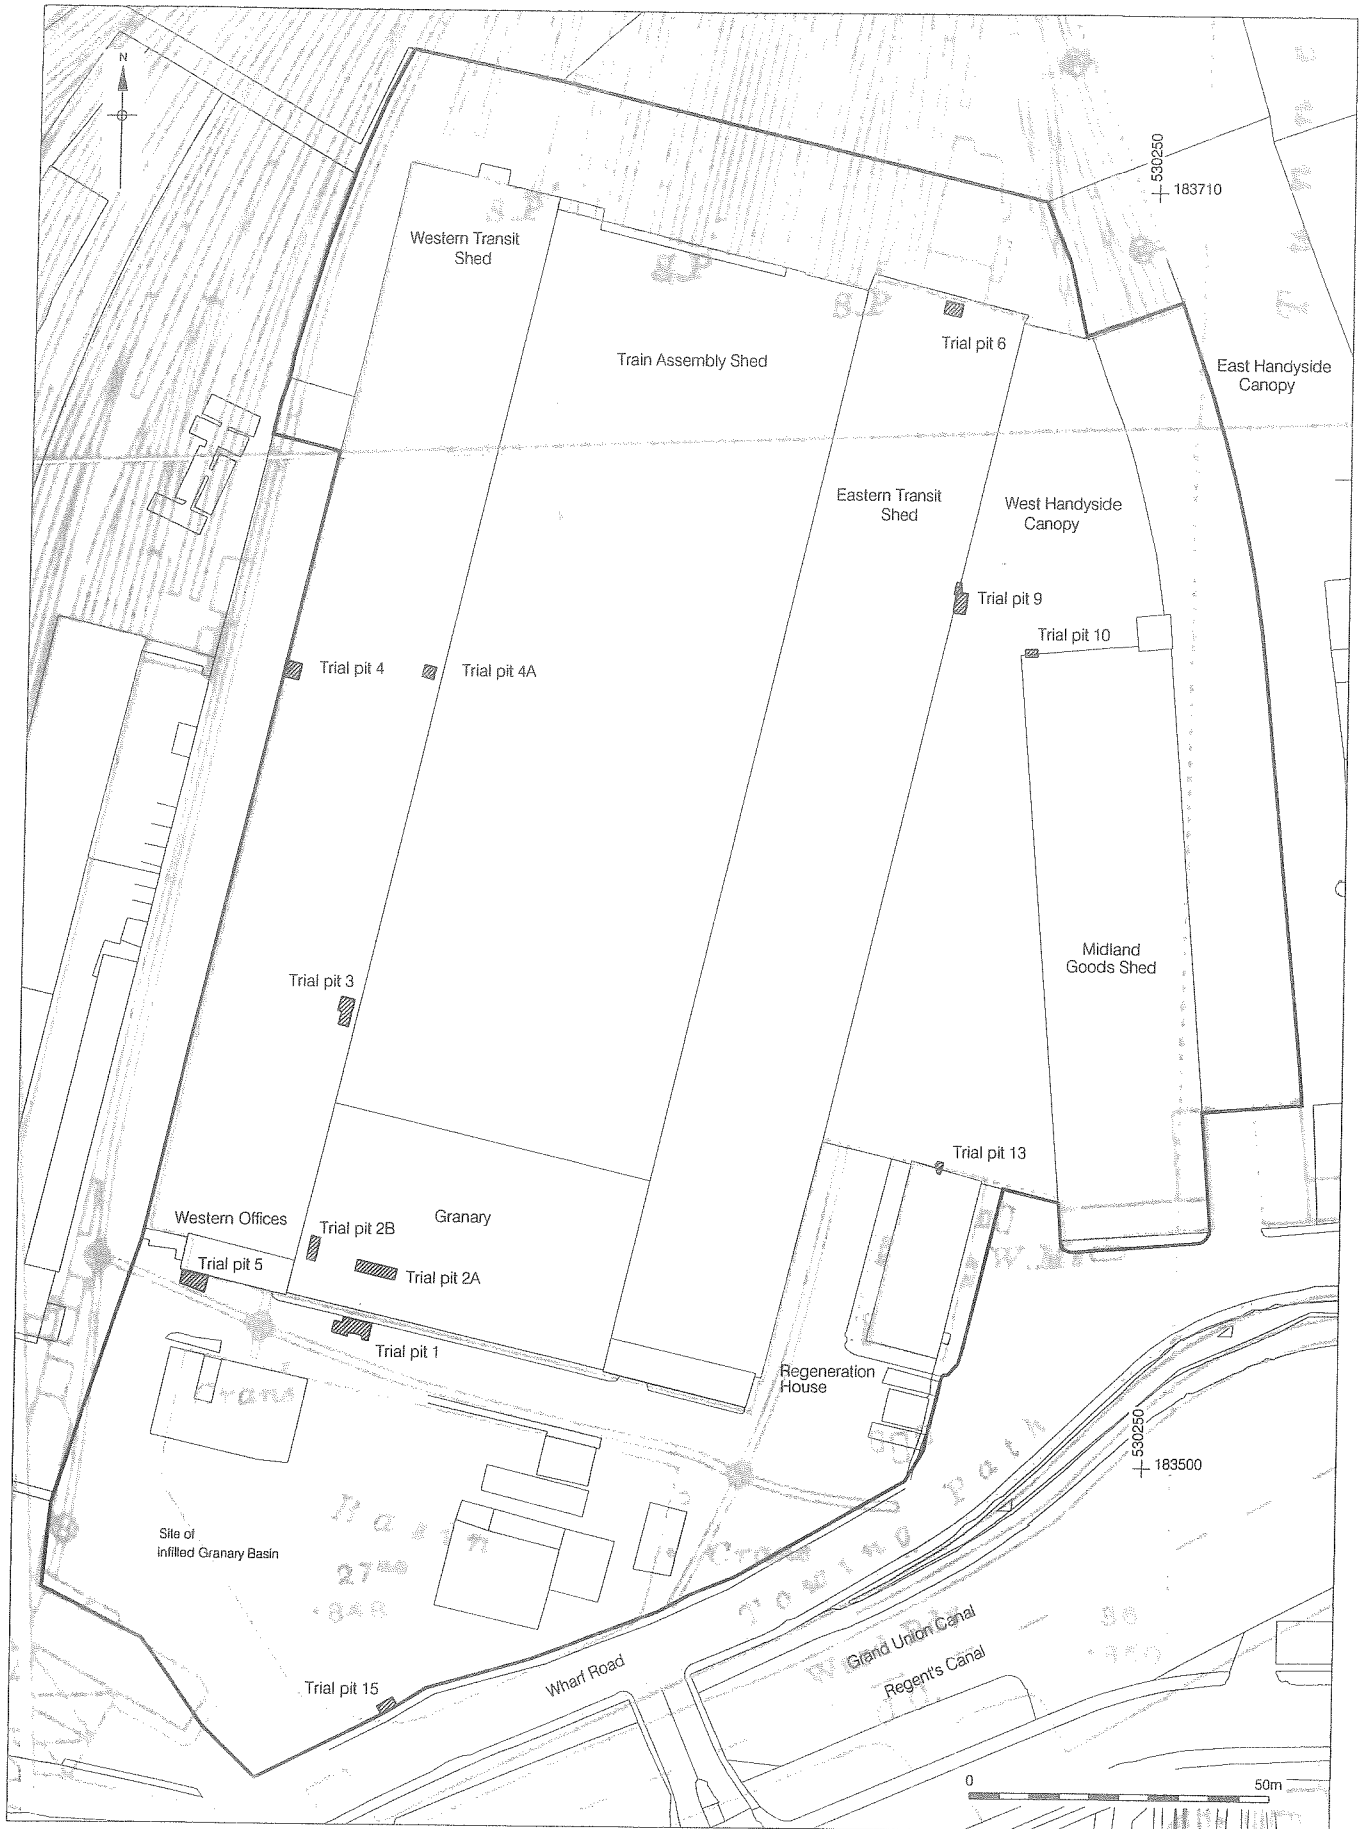 N
530250
183710
Western Transit
Shed
S.P
S.P
S.P
Train Assembly Shed
Trial pit 6
East Handyside
Canopy
Eastern Transit
Shed
West Handyside
Canopy
Trial pit 9
Trial pit 10
Trial pit 4
Trial pit 4A
Midland
Goods Shed
Trial pit 3
Trial pit 13
Western Offices
Trial pit 2B
Granary
Trial pit 5
Trial pit 2A
Trial pit 1
Regeneration
House
530250
183500
Basin
Site of
infilled Granary Basin
27
.848
Towing Path
Grand Union Canal
Regent's Canal
Wharf Road
Trial pit 15
0
50m